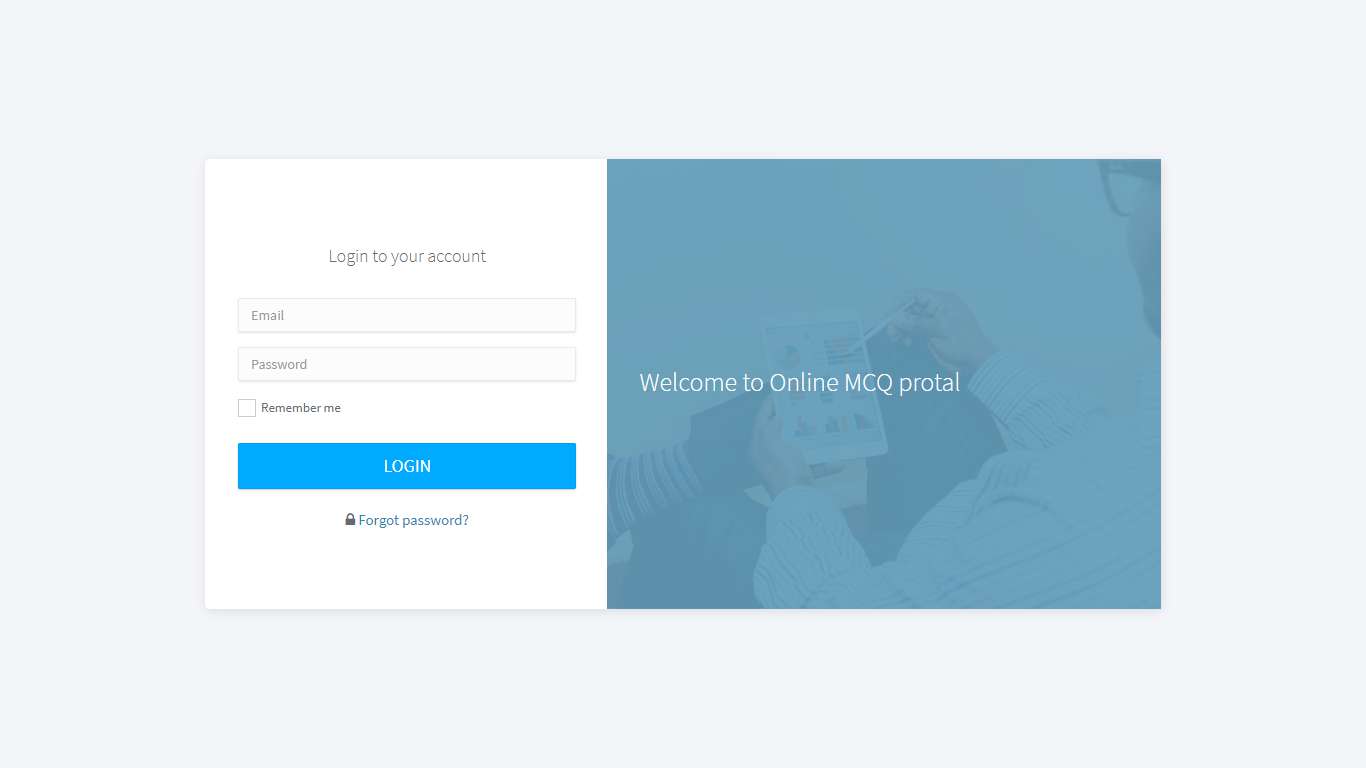 Login to your account
Email
Password
Remember me
LOGIN
Forgot password?
Welcome to Online MCQ protal